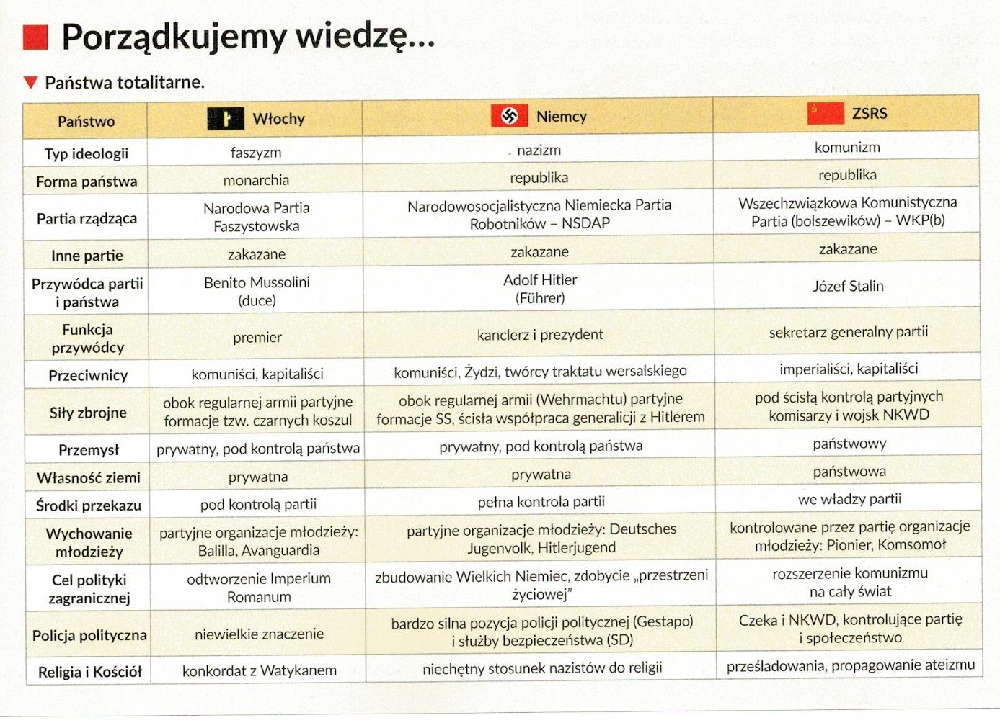 Porządkujemy wiedzę...
Państwa totalitarne.
Państwo Włochy Niemcy ZSRS
Typ ideologii faszyzm nazizm komunizm
Forma państwa monarchia republika republika
Partia rządząca
Narodowa Partia
Faszystowska
Narodowosocjalistyczna Niemiecka Partia
Robotników – NSDAP
Wszechzwiązkowa Komunistyczna
Partia (bolszewików) – WKP(b)
Inne partie zakazane zakazane zakazane
Przywódca partii
i państwa
Benito Mussolini
(duce)
Adolf Hitler
(Führer)
Józef Stalin
Funkcja
przywódcy
premier
kanclerz i prezydent
sekretarz generalny partii
Przeciwnicy komuniści, kapitaliści komuniści, Żydzi, twórcy traktatu wersalskiego imperialiści, kapitaliści
Siły zbrojne
obok regularnej armii partyjne
formacje tzw. czarnych koszul
obok regularnej armii (Wehrmachtu) partyjne
formacje SS, ścisła współpraca generalicji z Hitlerem
pod ścisłą kontrolą partyjnych
komisarzy i wojsk NKWD
Przemysł prywatny, pod kontrolą państwa prywatny, pod kontrolą państwa państwowy
Własność ziemi prywatna prywatna państwowa
Środki przekazu pod kontrolą partii pełna kontrola partii we władzy partii
Wychowanie
młodzieży
partyjne organizacje młodzieży:
Balilla, Avanguardia
partyjne organizacje młodzieży: Deutsches
Jugenvolk, Hitlerjugend
kontrolowane przez partię organizacje
młodzieży: Pionier, Komsomoł
Cel polityki
zagranicznej
odtworzenie Imperium
Romanum
zbudowanie Wielkich Niemiec, zdobycie „przestrzeni
życiowej”
rozszerzenie komunizmu
na cały świat
Policja polityczna
niewielkie znaczenie
bardzo silna pozycja policji politycznej (Gestapo)
i służby bezpieczeństwa (SD)
Czeka i NKWD, kontrolujące partię
i społeczeństwo
Religia i Kościół konkordat z Watykanem niechętny stosunek nazistów do religii prześladowania, propagowanie ateizmu